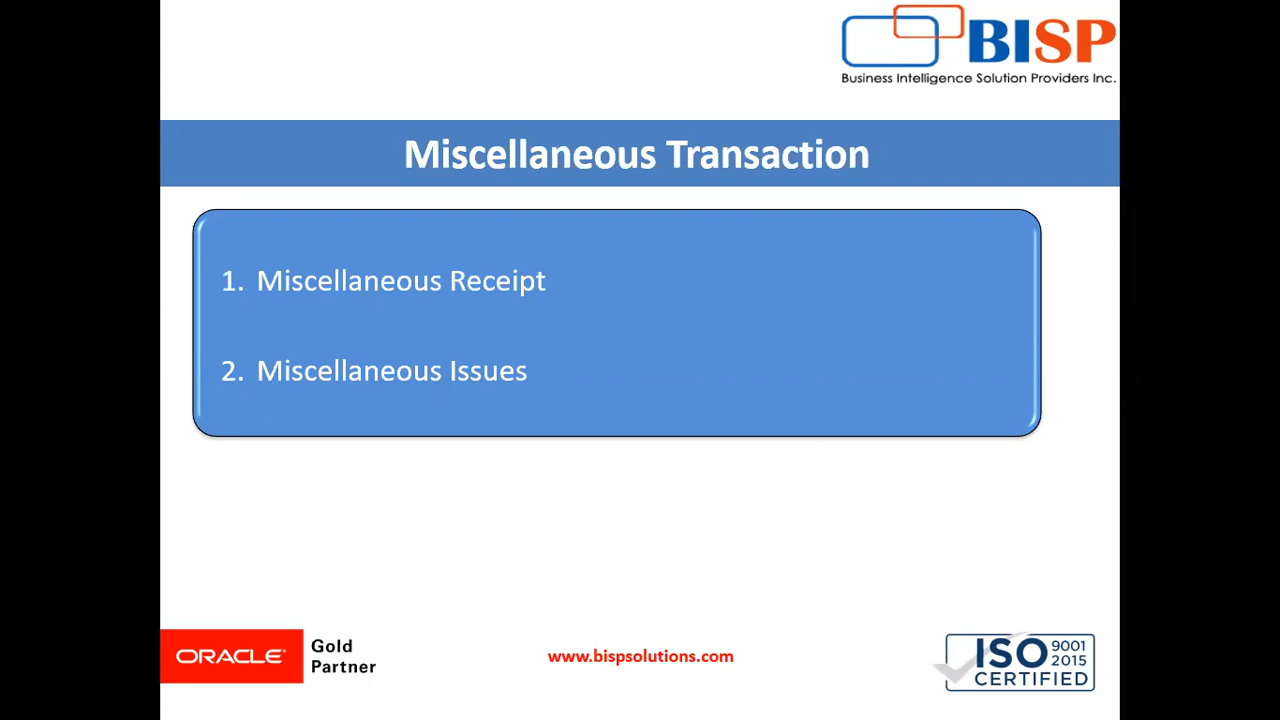 BISP
Business Intelligence Solution Providers Inc.
Miscellaneous Transaction
1. Miscellaneous Receipt
2. Miscellaneous Issues
ORACLE®
Gold
Partner
www.bispsolutions.com
ISO 9001
2015
CERTIFIED